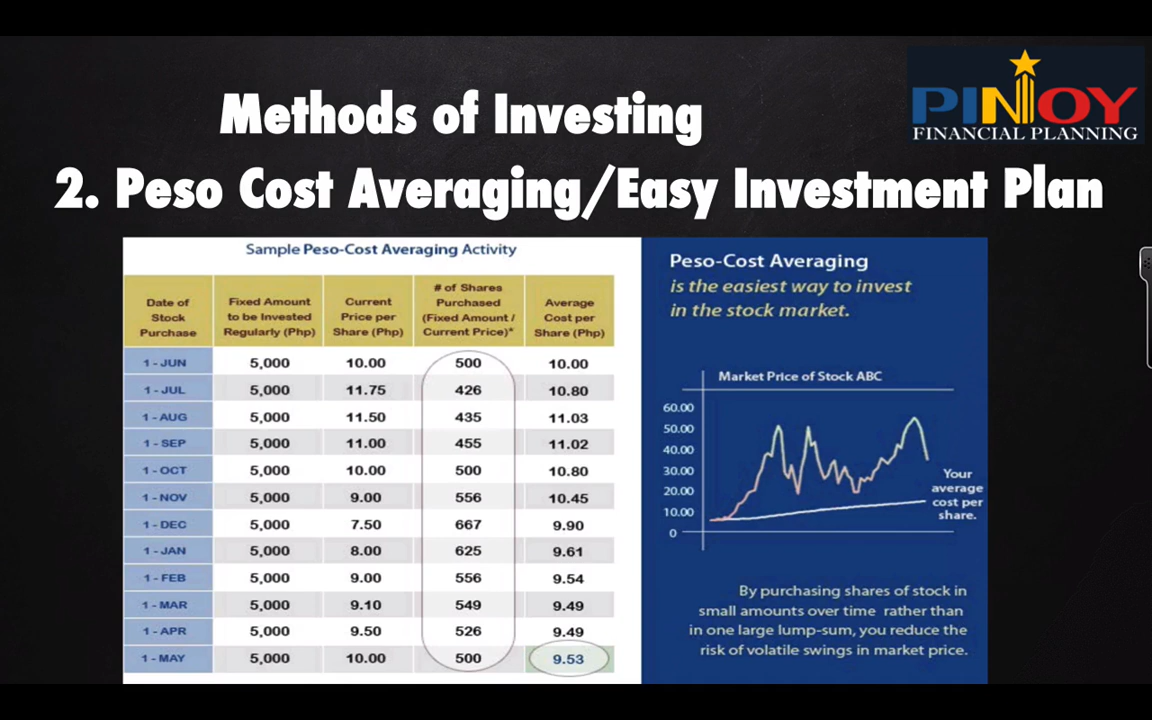 PINOY
FINANCIAL PLANNING
Methods of Investing
2. Peso Cost Averaging/Easy Investment Plan
Sample Peso-Cost Averaging Activity
Date of Stock Purchase | Fixed Amount to be Invested Regularly (Php) | Current Price per Share (Php) | # of Shares Purchased (Fixed Amount / Current Price)* | Average Cost per Share (Php)
1 - JUN 5,000 10.00 500 10.00
1 - JUL 5,000 11.75 426 10.80
1 - AUG 5,000 11.50 435 11.03
1 - SEP 5,000 11.00 455 11.02
1 - OCT 5,000 10.00 500 10.80
1 - NOV 5,000 9.00 556 10.45
1 - DEC 5,000 7.50 667 9.90
1 - JAN 5,000 8.00 625 9.61
1 - FEB 5,000 9.00 556 9.54
1 - MAR 5,000 9.10 549 9.49
1 - APR 5,000 9.50 526 9.49
1 - MAY 5,000 10.00 500 9.53
Peso-Cost Averaging
is the easiest way to invest
in the stock market.
Market Price of Stock ABC
60.00
50.00
40.00
30.00
20.00
10.00
0
Your
average
cost per
share.
By purchasing shares of stock in
small amounts over time rather than
in one large lump-sum, you reduce the
risk of volatile swings in market price.